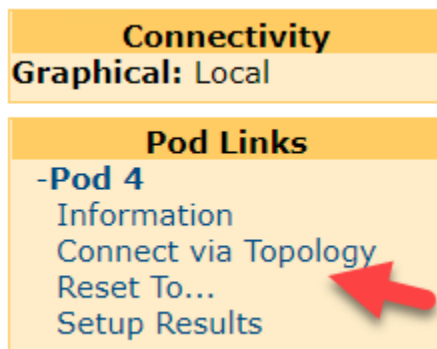 Connectivity
Graphical: Local
Pod Links
-Pod 4
Information
Connect via Topology
Reset To...
Setup Results